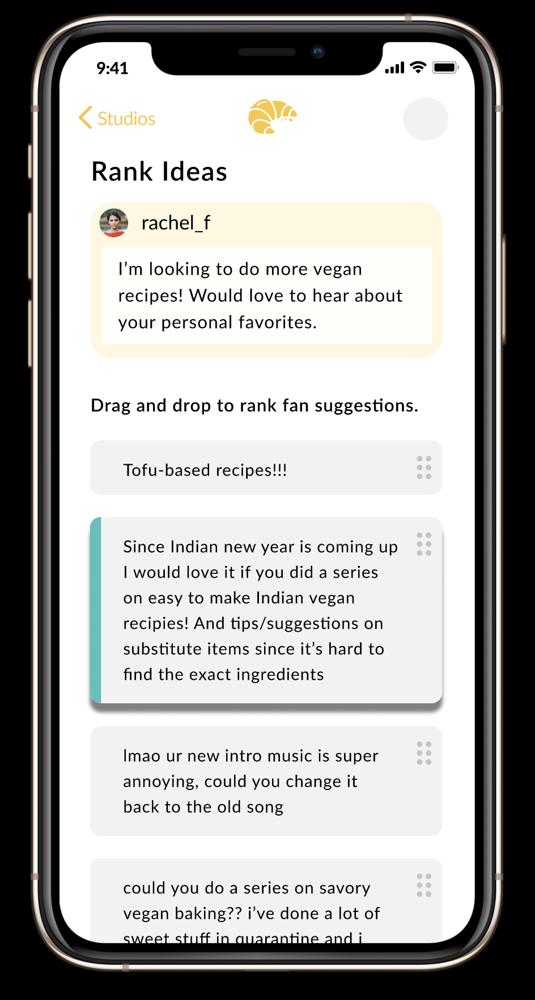 9:41
Studios
Rank Ideas
rachel_f
I’m looking to do more vegan
recipes! Would love to hear about
your personal favorites.
Drag and drop to rank fan suggestions.
Tofu-based recipes!!!
Since Indian new year is coming up
I would love it if you did a series
on easy to make Indian vegan
recipies! And tips/suggestions on
substitute items since it’s hard to
find the exact ingredients
lmao ur new intro music is super
annoying, could you change it
back to the old song
could you do a series on savory
vegan baking?? i’ve done a lot of
sweet stuff in quarantine and i